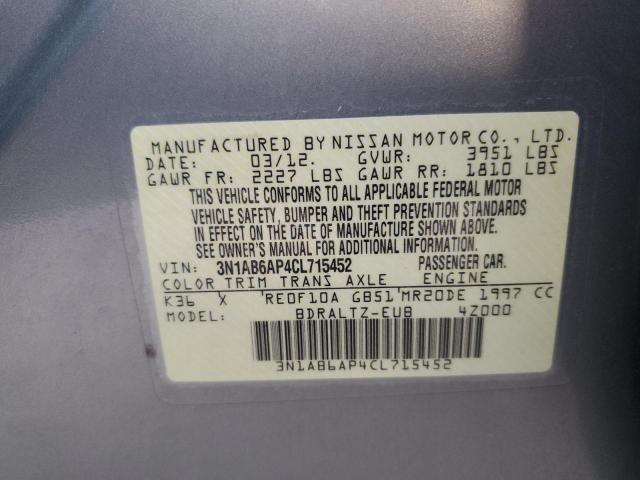 MANUFACTURED BY NISSAN MOTOR CO., LTD.
DATE: 03/12. GVWR: 3951 LBS
GAWR FR: 2227 LBS GAWR RR: 1810 LBS
THIS VEHICLE CONFORMS TO ALL APPLICABLE FEDERAL MOTOR
VEHICLE SAFETY, BUMPER AND THEFT PREVENTION STANDARDS
IN EFFECT ON THE DATE OF MANUFACTURE SHOWN ABOVE.
SEE OWNER'S MANUAL FOR ADDITIONAL INFORMATION.
VIN: 3N1AB6AP4CL715452 PASSENGER CAR.
COLOR TRIM TRANS AXLE ENGINE
K36 X 'RE0F10A GB51'MR20DE 1997 CC
MODEL: BDRALTZ-EUB 4Z000
3N1AB6AP4CL715452